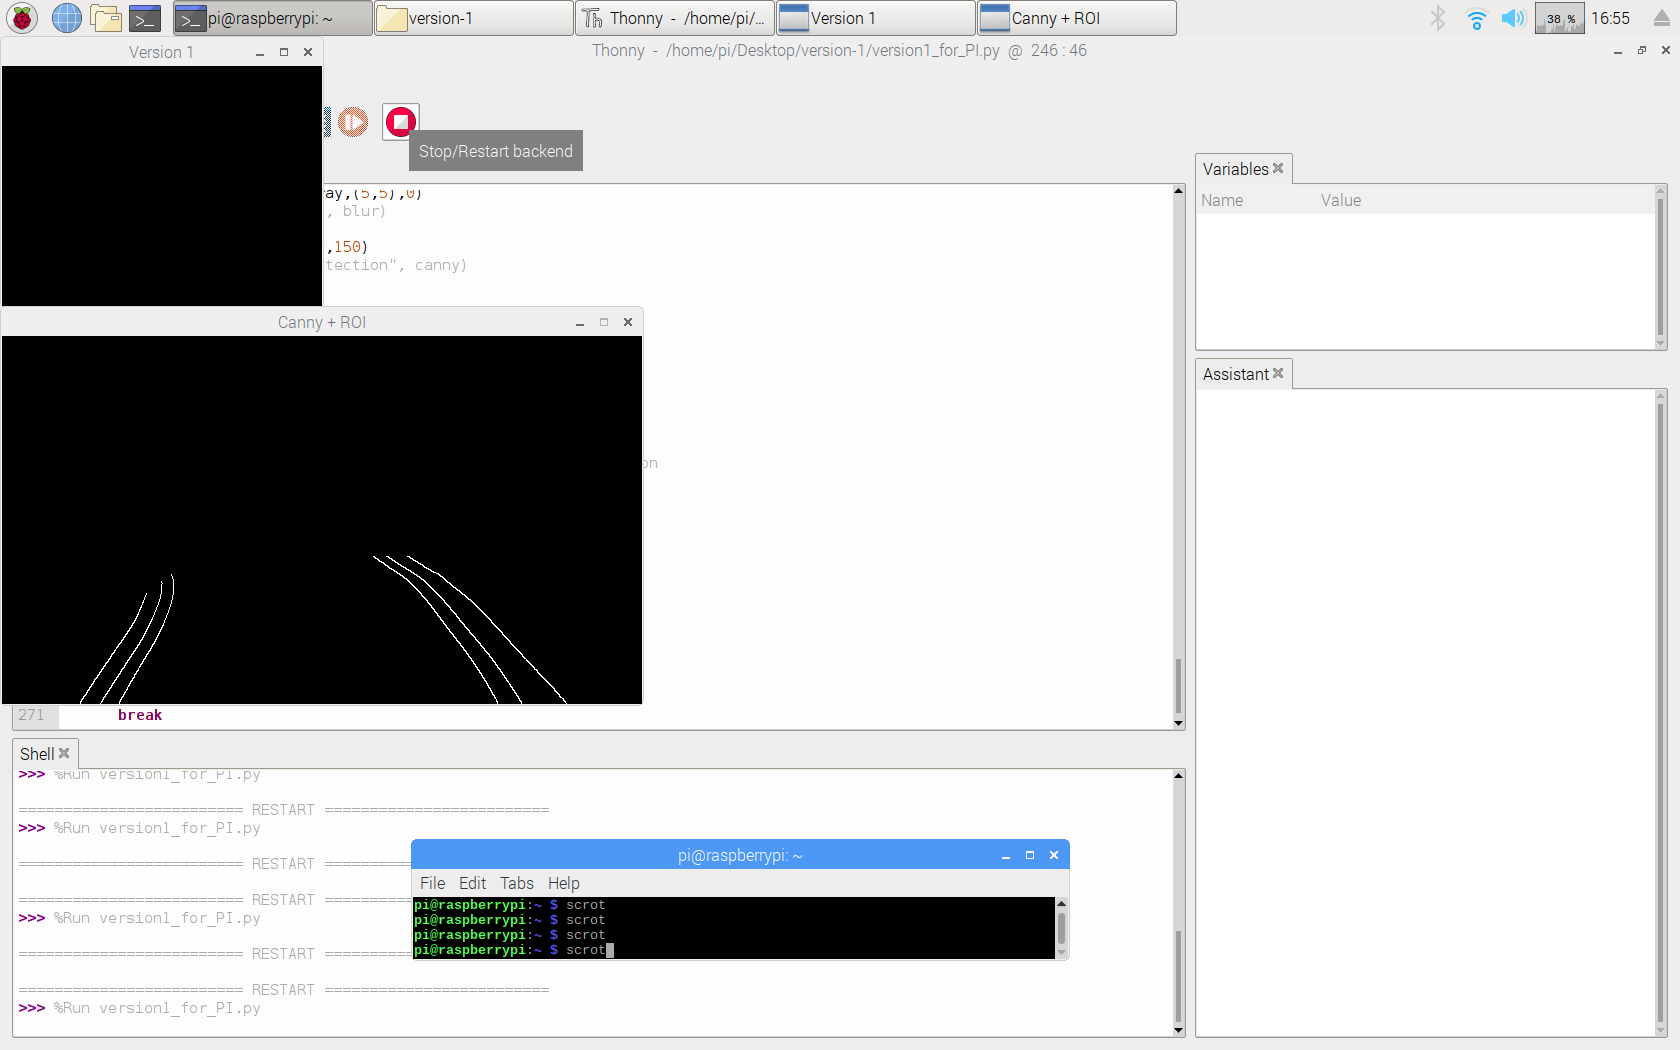 pi@raspberrypi: ~
version-1
Thonny  -  /home/pi/...
Version 1
Canny + ROI
38 %
16:55
Version 1
Thonny  -  /home/pi/Desktop/version-1/version1_for_PI.py  @  246 : 46
Stop/Restart backend
ay,(5,5),0)
, blur)
,150)
tection", canny)
on
Canny + ROI
271 break
Variables
Name Value
Assistant
Shell
>>> %Run version1_for_PI.py
========================= RESTART =========================
>>> %Run version1_for_PI.py
========================= RESTART ==========
========================= RESTART ==========
>>> %Run version1_for_PI.py
========================= RESTART ==========
========================= RESTART =========================
>>> %Run version1_for_PI.py
pi@raspberrypi: ~
File Edit Tabs Help
pi@raspberrypi:~ $ scrot
pi@raspberrypi:~ $ scrot
pi@raspberrypi:~ $ scrot
pi@raspberrypi:~ $ scrot